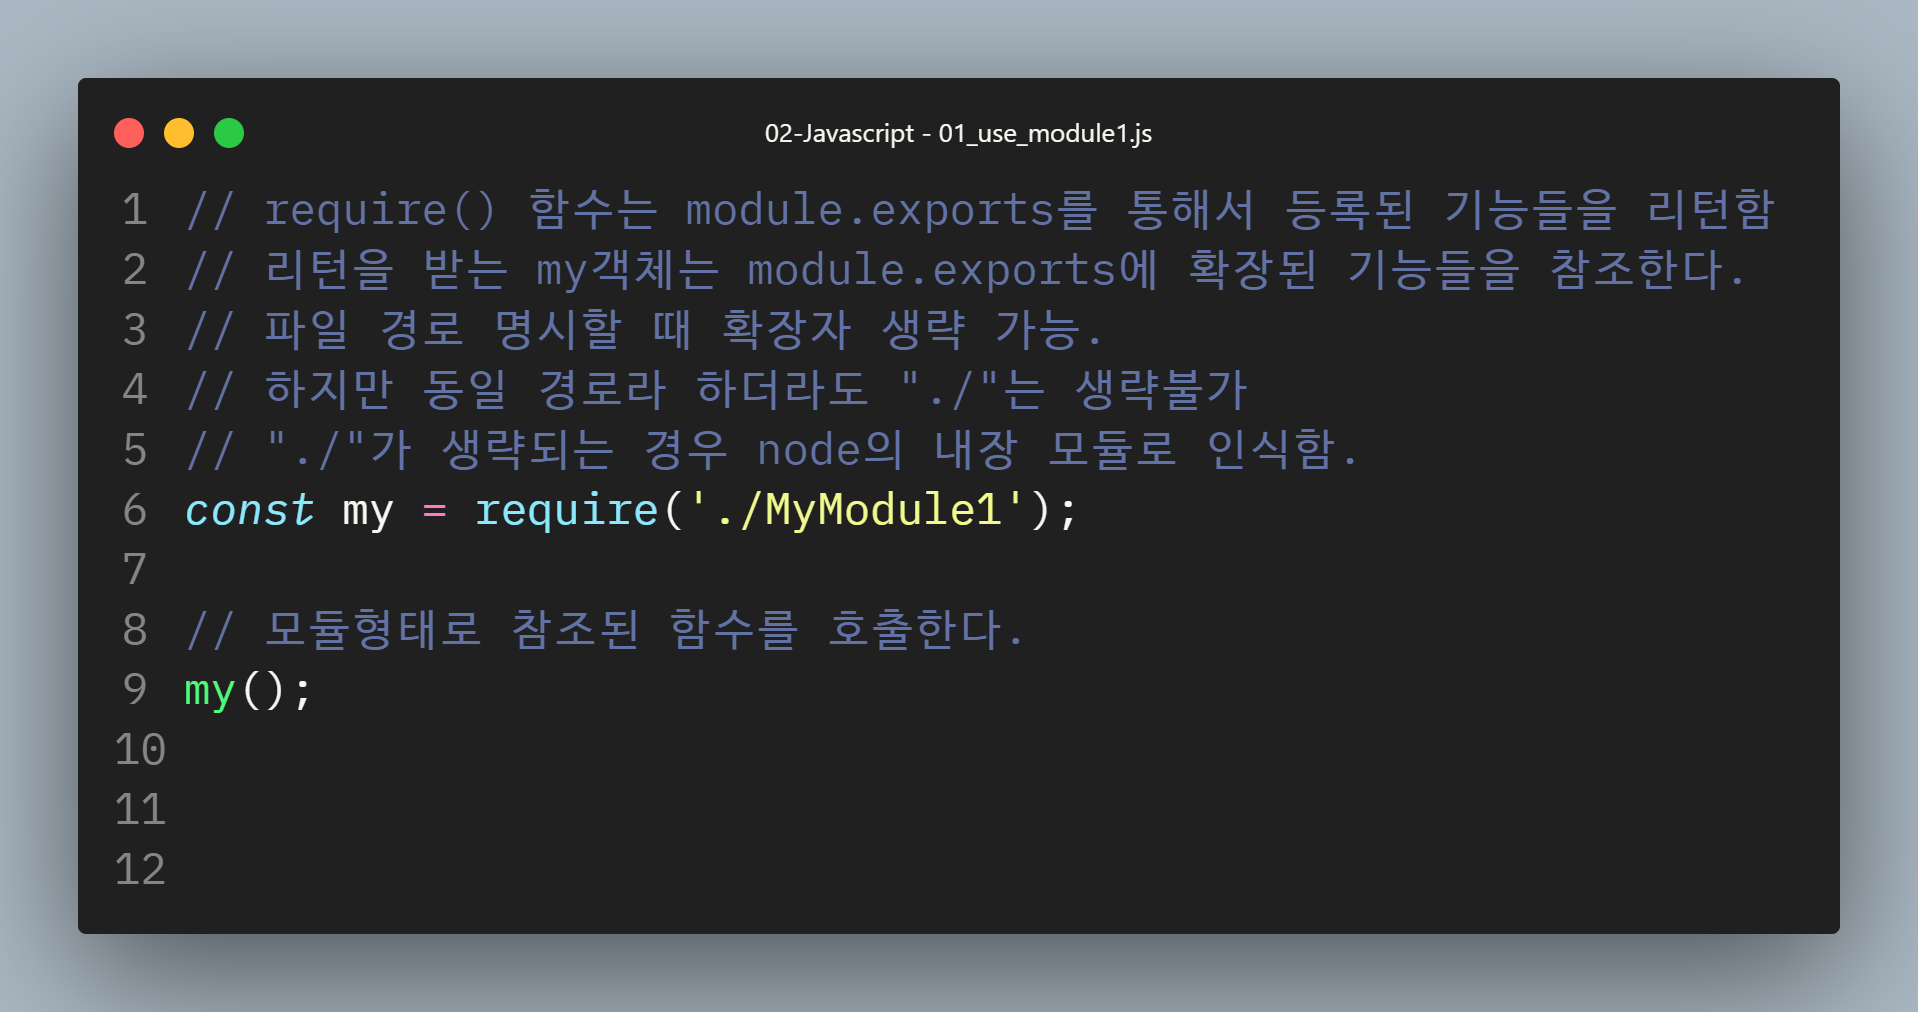 02-Javascript - 01_use_module1.js
1 // require() 함수는 module.exports를 통해서 등록된 기능들을 리턴함
2 // 리턴을 받는 my객체는 module.exports에 확장된 기능들을 참조한다.
3 // 파일 경로 명시할 때 확장자 생략 가능.
4 // 하지만 동일 경로라 하더라도 "./"는 생략불가
5 // "./"가 생략되는 경우 node의 내장 모듈로 인식함.
6 const my = require('./MyModule1');
7
8 // 모듈형태로 참조된 함수를 호출한다.
9 my();
10
11
12